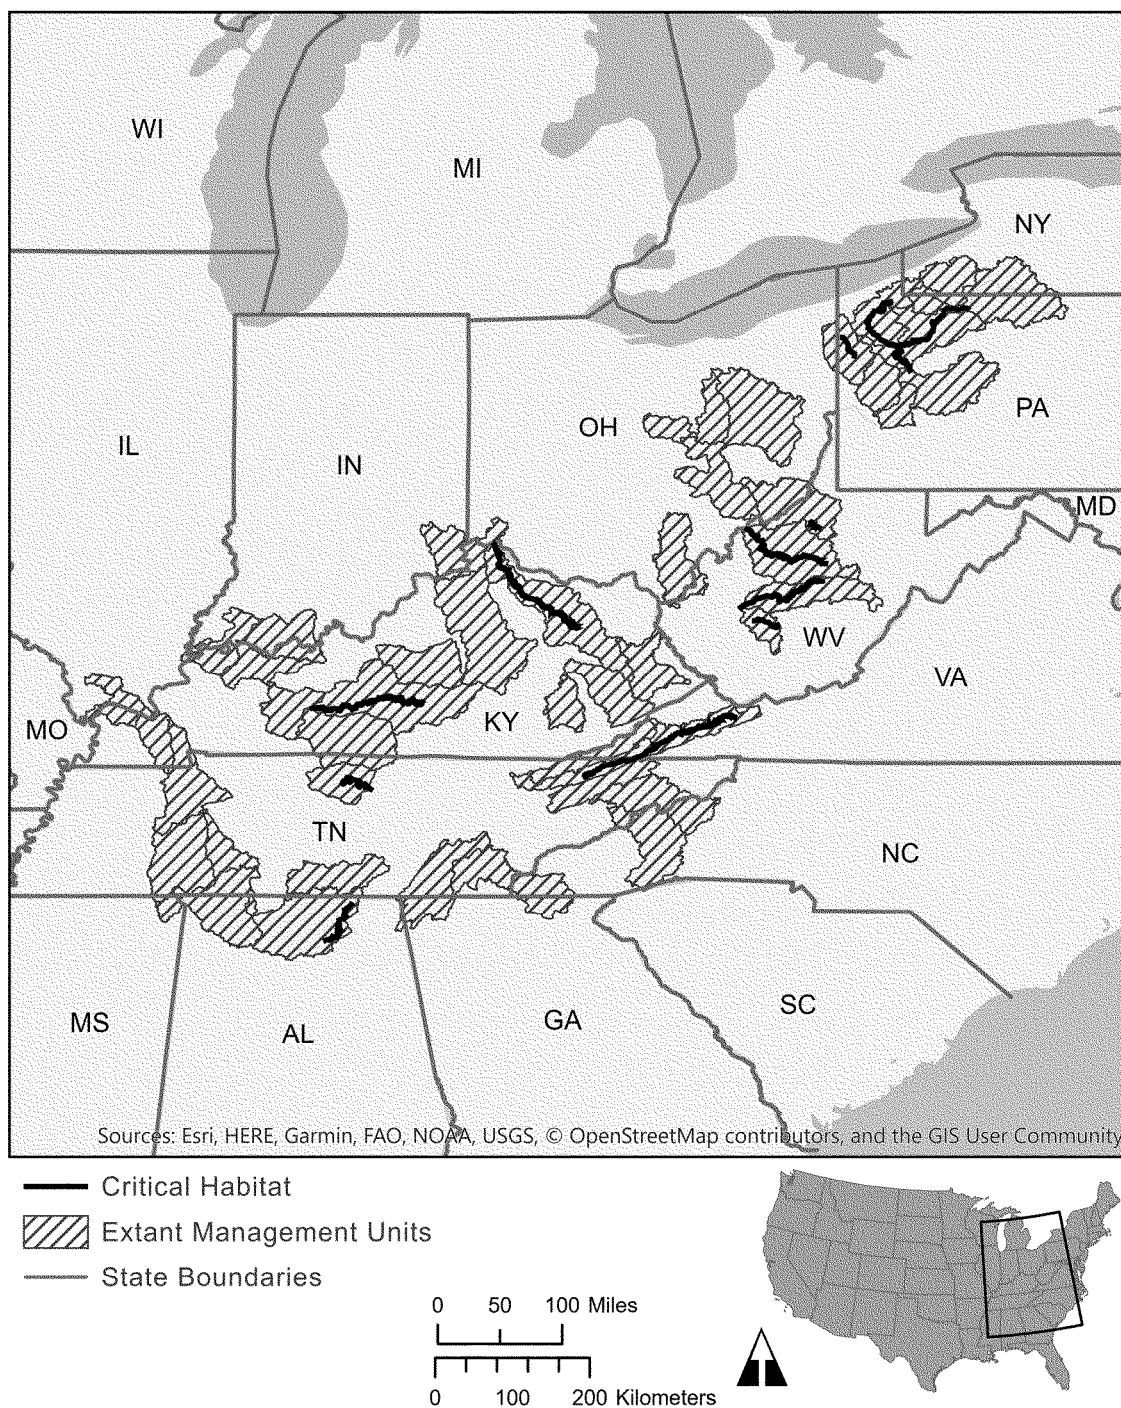 WI
MI
NY
PA
OH
IL
IN
MD
WV
VA
MO
KY
TN
NC
MS
AL
GA
SC
Sources: Esri, HERE, Garmin, FAO, NOAA, USGS, © OpenStreetMap contributors, and the GIS User Community
Critical Habitat
Extant Management Units
State Boundaries
0 50 100 Miles
0 100 200 Kilometers